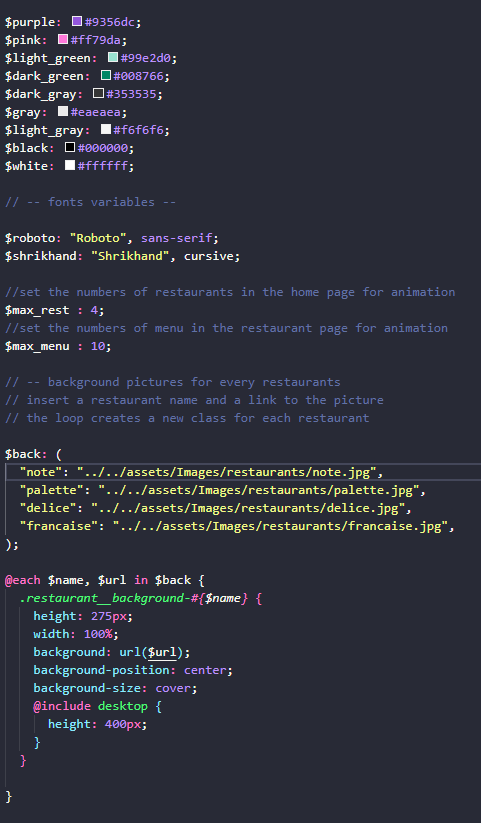 $purple: #9356dc;
$pink: #ff79da;
$light_green: #99e2d0;
$dark_green: #008766;
$dark_gray: #353535;
$gray: #eaeaea;
$light_gray: #f6f6f6;
$black: #000000;
$white: #ffffff;

// -- fonts variables --

$roboto: "Roboto", sans-serif;
$shrikhand: "Shrikhand", cursive;

//set the numbers of restaurants in the home page for animation
$max_rest : 4;
//set the numbers of menu in the restaurant page for animation
$max_menu : 10;

// -- background pictures for every restaurants
// insert a restaurant name and a link to the picture
// the loop creates a new class for each restaurant

$back: (
  "note": "../../assets/Images/restaurants/note.jpg",
  "palette": "../../assets/Images/restaurants/palette.jpg",
  "delice": "../../assets/Images/restaurants/delice.jpg",
  "francaise": "../../assets/Images/restaurants/francaise.jpg",
);

@each $name, $url in $back {
  .restaurant__background-#{$name} {
    height: 275px;
    width: 100%;
    background: url($url);
    background-position: center;
    background-size: cover;
    @include desktop {
      height: 400px;
    }
  }

}